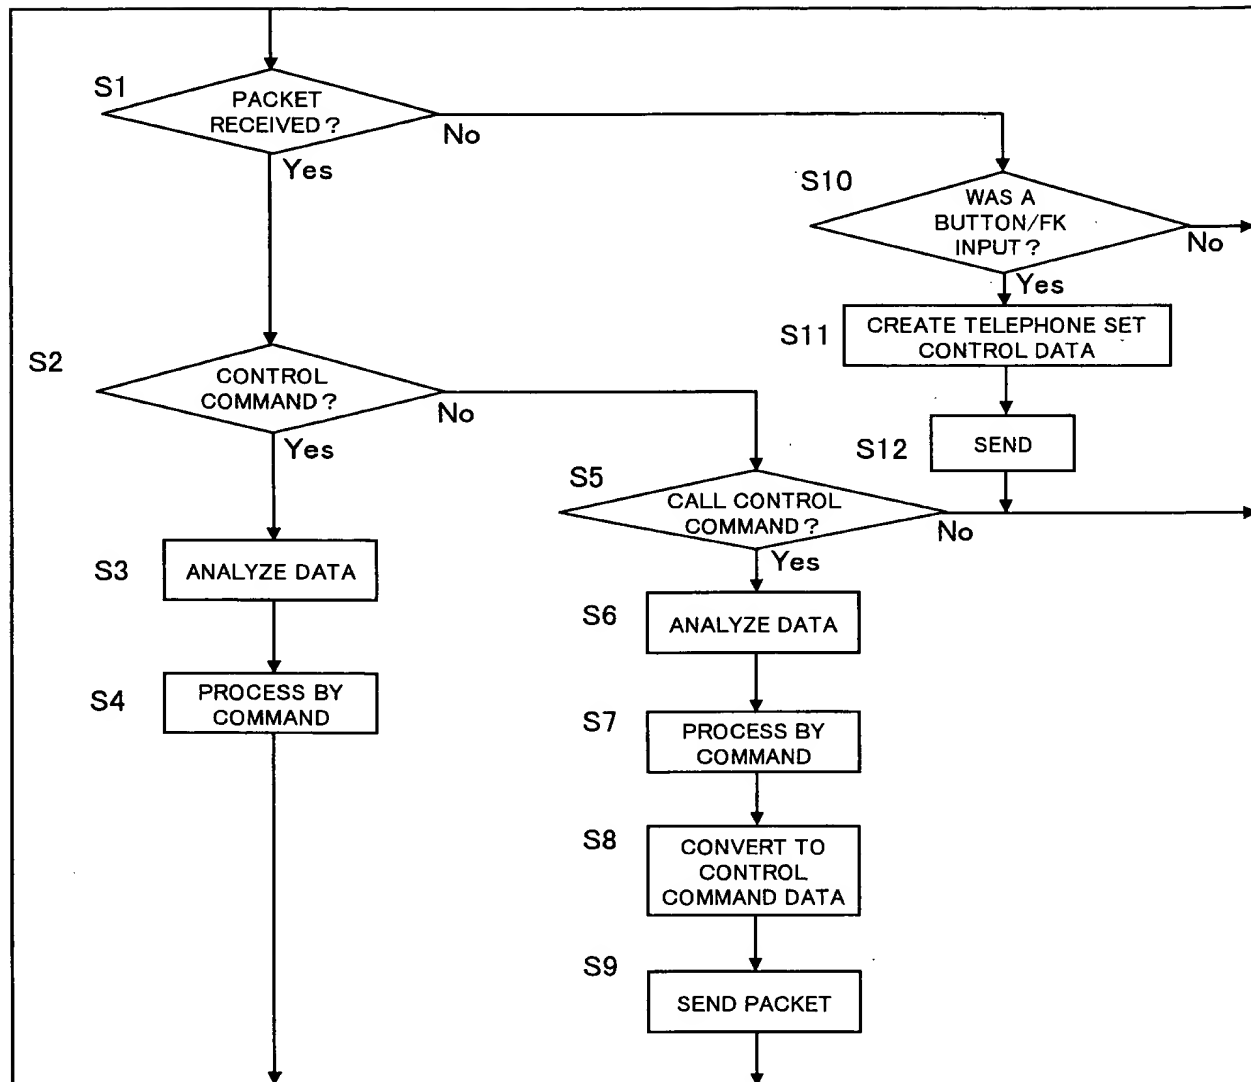 S1
PACKET
RECEIVED?
No
Yes
S10
WAS A
BUTTON/FK
INPUT?
No
Yes
S11
CREATE TELEPHONE SET
CONTROL DATA
S12
SEND
S2
CONTROL
COMMAND?
No
Yes
S3
ANALYZE DATA
S4
PROCESS BY
COMMAND
S5
CALL CONTROL
COMMAND?
No
Yes
S6
ANALYZE DATA
S7
PROCESS BY
COMMAND
S8
CONVERT TO
CONTROL
COMMAND DATA
S9
SEND PACKET